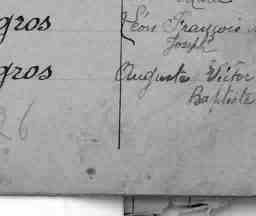 gros
Léon François
Joseph
gros
Auguste Victor
Baptiste
26